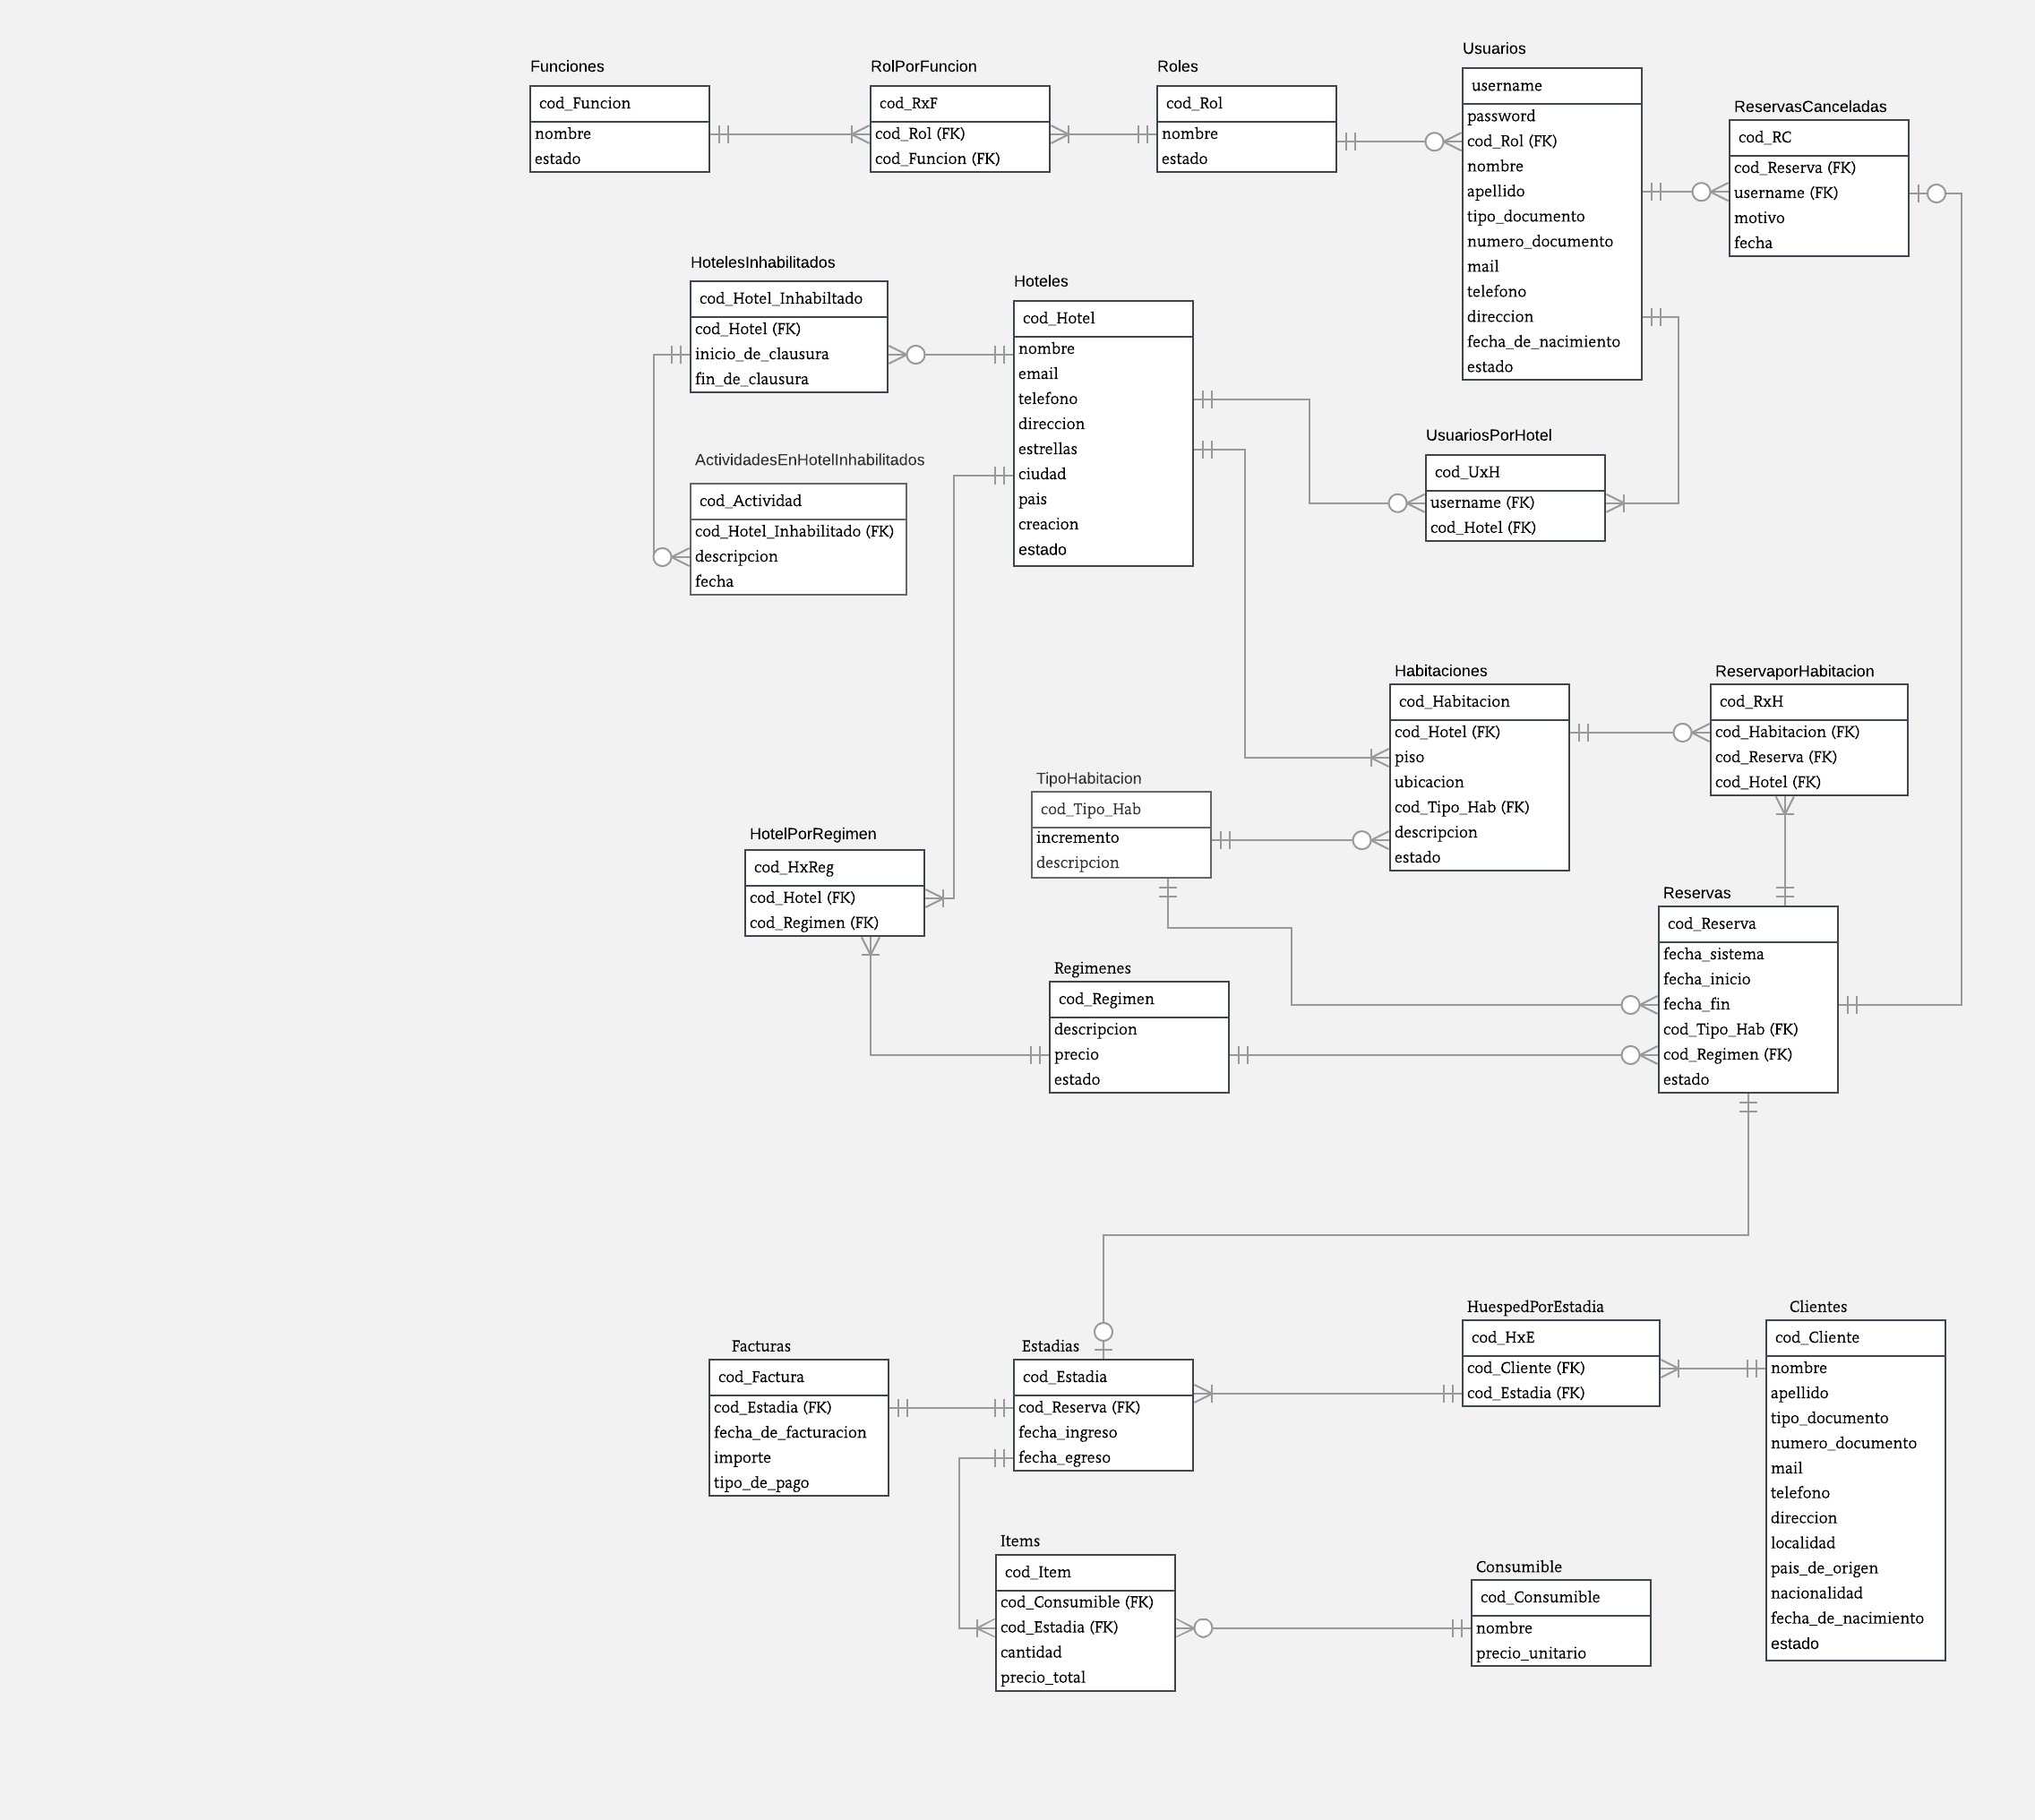 Funciones
cod_Funcion
nombre
estado
RolPorFuncion
cod_RxF
cod_Rol (FK)
cod_Funcion (FK)
Roles
cod_Rol
nombre
estado
Usuarios
username
password
cod_Rol (FK)
nombre
apellido
tipo_documento
numero_documento
mail
telefono
direccion
fecha_de_nacimiento
estado
ReservasCanceladas
cod_RC
cod_Reserva (FK)
username (FK)
motivo
fecha
HotelesInhabilitados
cod_Hotel_Inhabiltado
cod_Hotel (FK)
inicio_de_clausura
fin_de_clausura
Hoteles
cod_Hotel
nombre
email
telefono
direccion
estrellas
ciudad
pais
creacion
estado
ActividadesEnHotelInhabilitados
cod_Actividad
cod_Hotel_Inhabilitado (FK)
descripcion
fecha
UsuariosPorHotel
cod_UxH
username (FK)
cod_Hotel (FK)
Habitaciones
cod_Habitacion
cod_Hotel (FK)
piso
ubicacion
cod_Tipo_Hab (FK)
descripcion
estado
ReservaporHabitacion
cod_RxH
cod_Habitacion (FK)
cod_Reserva (FK)
cod_Hotel (FK)
TipoHabitacion
cod_Tipo_Hab
incremento
descripcion
HotelPorRegimen
cod_HxReg
cod_Hotel (FK)
cod_Regimen (FK)
Reservas
cod_Reserva
fecha_sistema
fecha_inicio
fecha_fin
cod_Tipo_Hab (FK)
cod_Regimen (FK)
estado
Regimenes
cod_Regimen
descripcion
precio
estado
Facturas
cod_Factura
cod_Estadia (FK)
fecha_de_facturacion
importe
tipo_de_pago
Estadias
cod_Estadia
cod_Reserva (FK)
fecha_ingreso
fecha_egreso
HuespedPorEstadia
cod_HxE
cod_Cliente (FK)
cod_Estadia (FK)
Clientes
cod_Cliente
nombre
apellido
tipo_documento
numero_documento
mail
telefono
direccion
localidad
pais_de_origen
nacionalidad
fecha_de_nacimiento
estado
Items
cod_Item
cod_Consumible (FK)
cod_Estadia (FK)
cantidad
precio_total
Consumible
cod_Consumible
nombre
precio_unitario